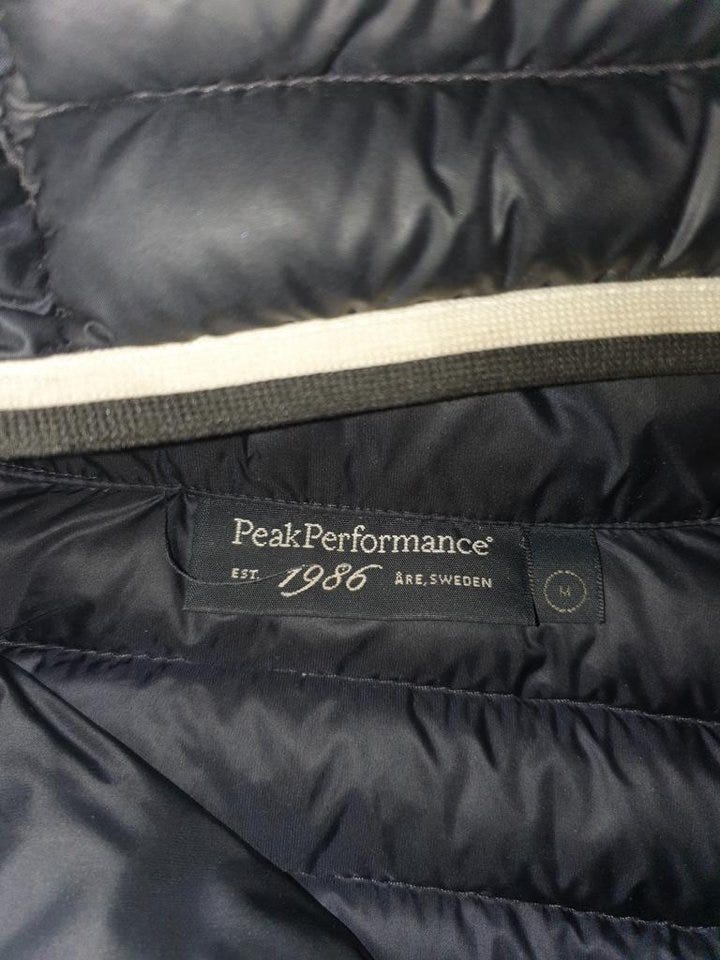 PeakPerformance®
EST. 1986 ÅRE, SWEDEN
M